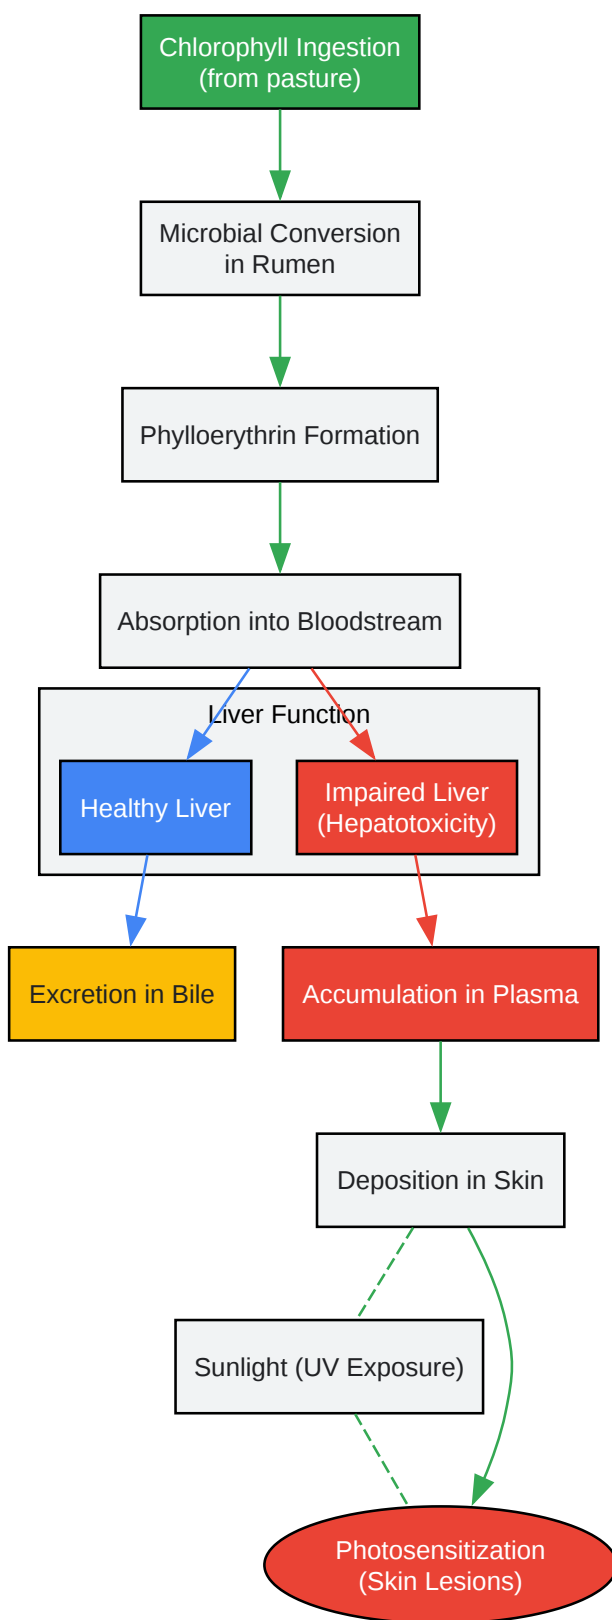 Chlorophyll Ingestion
(from pasture)
Microbial Conversion
in Rumen
Phylloerythrin Formation
Absorption into Bloodstream
Liver Function
Healthy Liver
Impaired Liver
(Hepatotoxicity)
Excretion in Bile
Accumulation in Plasma
Deposition in Skin
Sunlight (UV Exposure)
Photosensitization
(Skin Lesions)